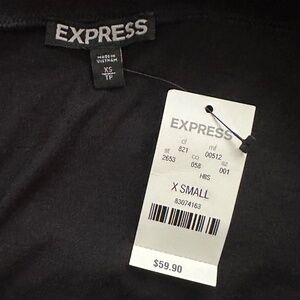 EXPRESS
MADE IN
VIETNAM
XS
TP
EXPRESS
cl mf
821 00512
st co sz
2653 058 001
HBS
X SMALL
83074163
$59.90